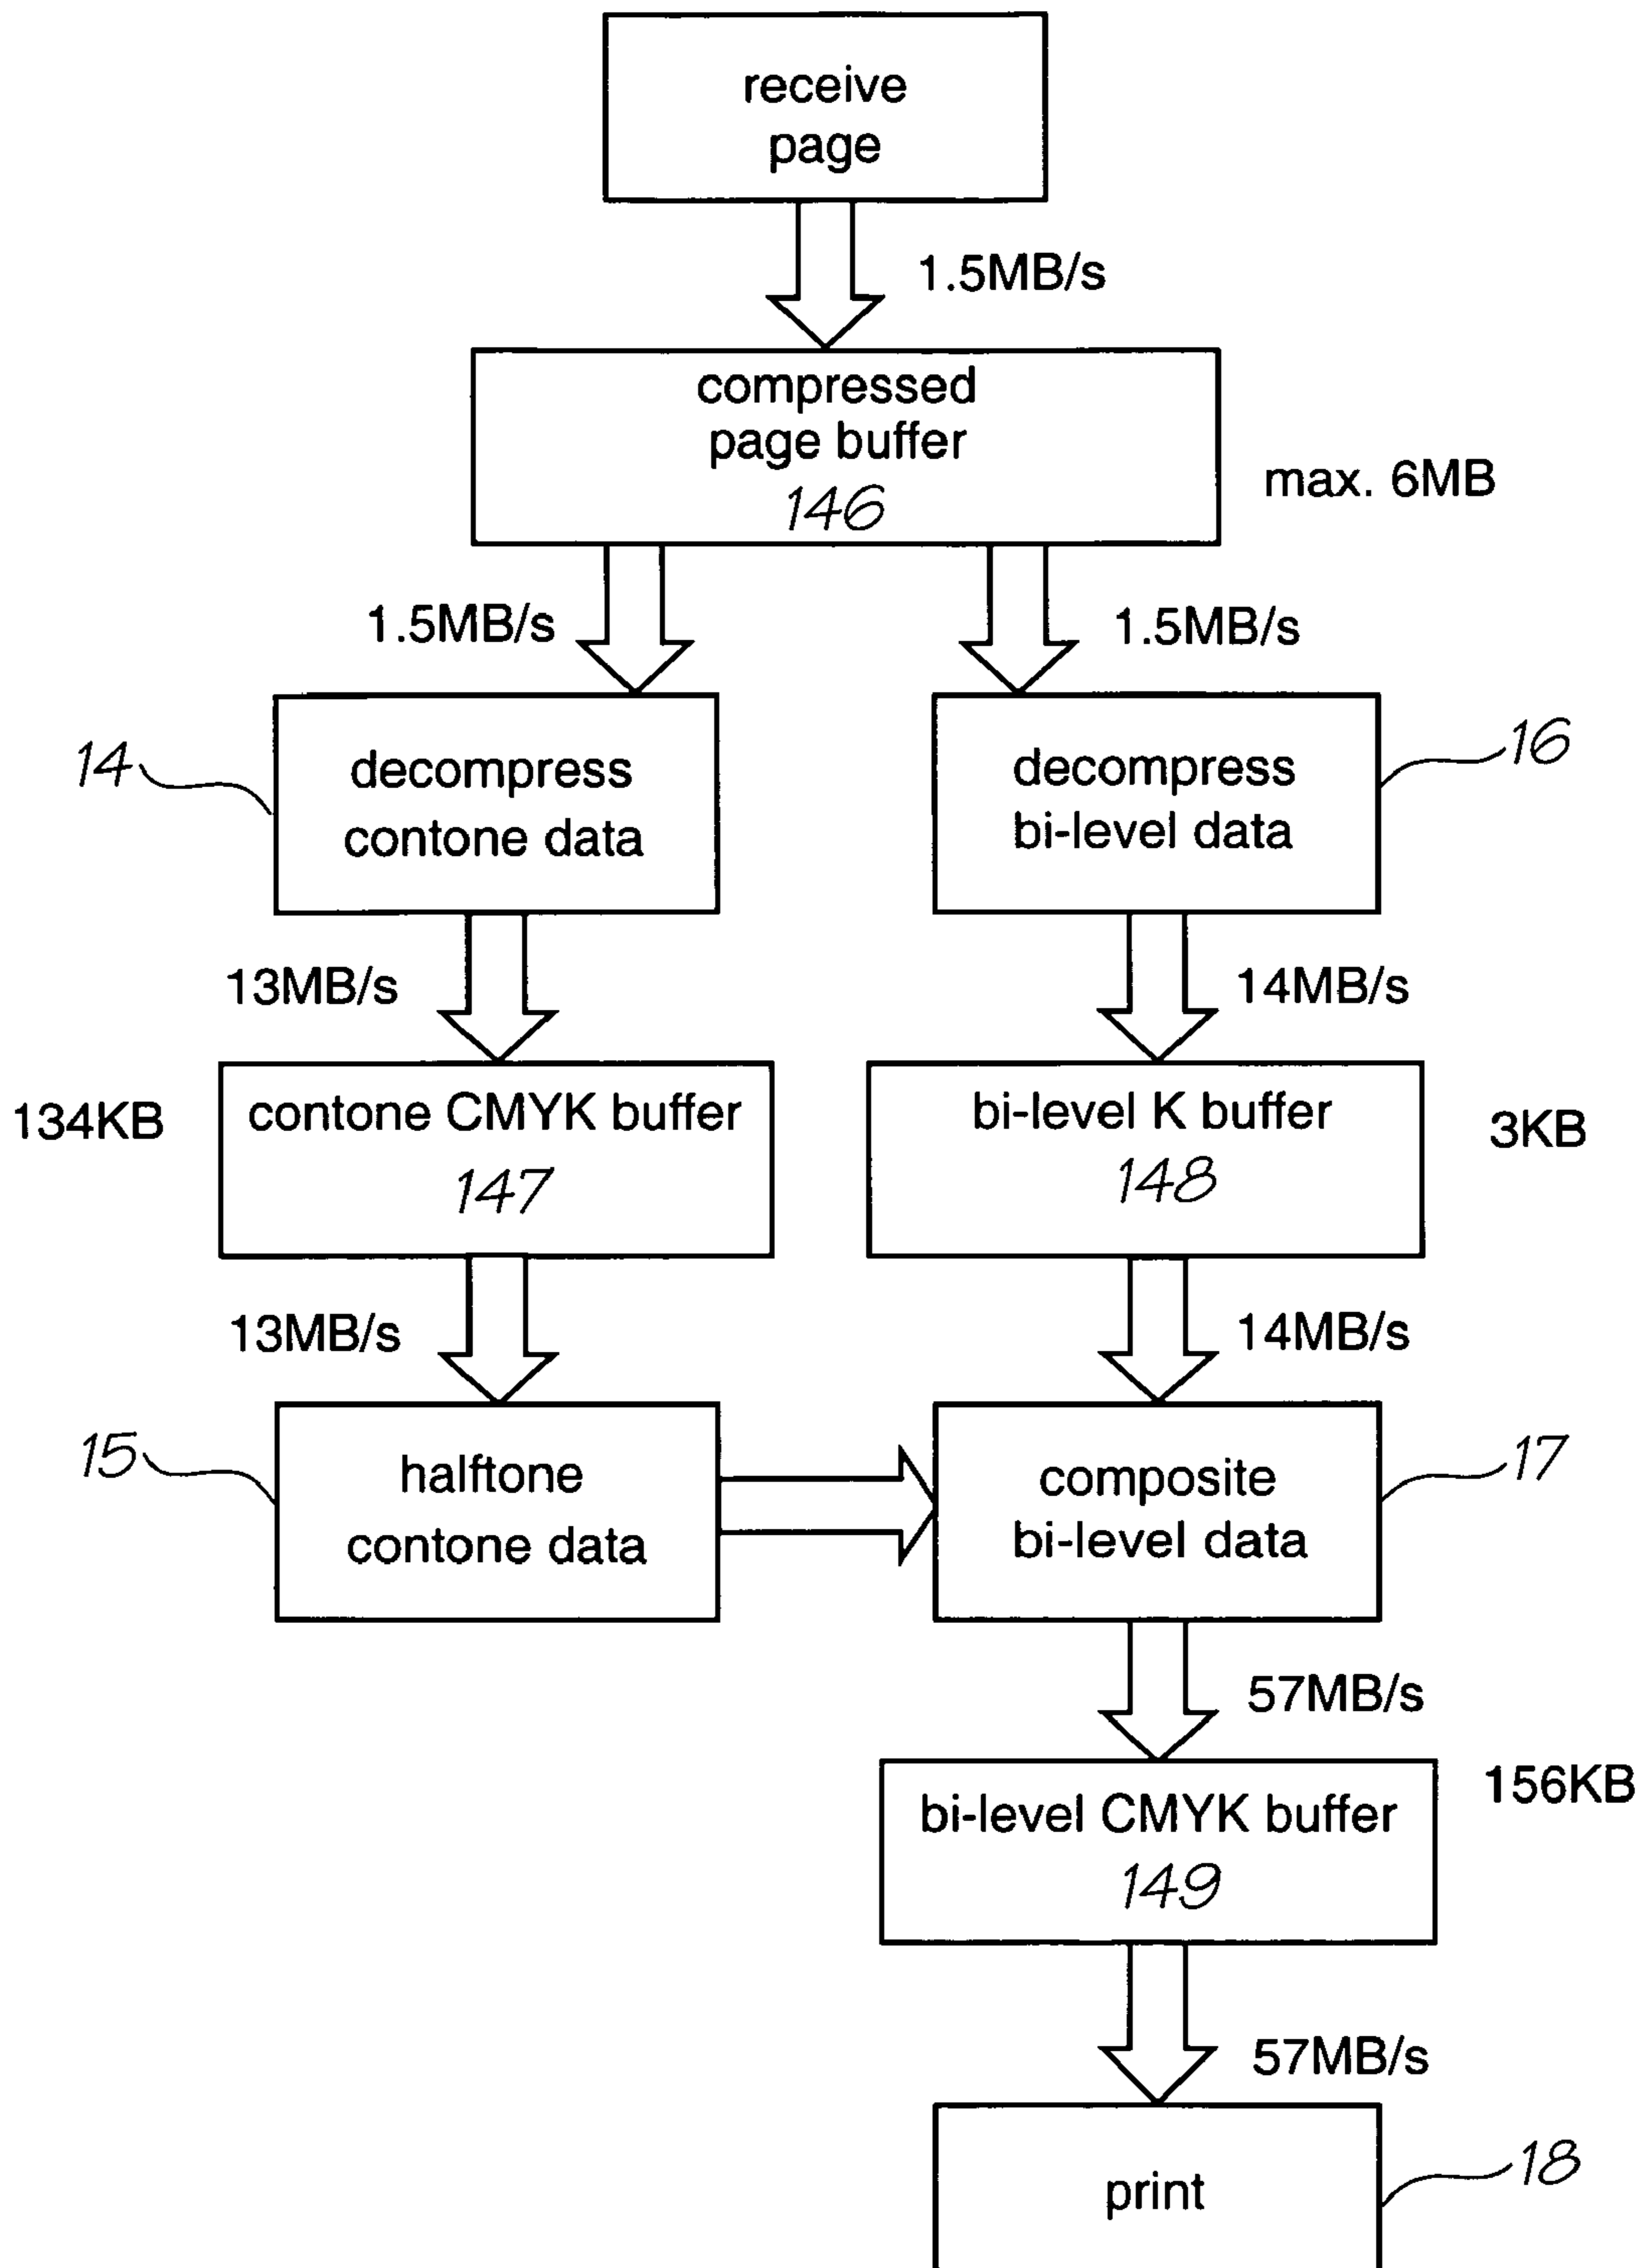 receive
page
1.5MB/s
compressed
page buffer
146
max. 6MB
1.5MB/s
1.5MB/s
14
decompress
contone data
decompress
bi-level data
16
13MB/s
14MB/s
134KB
contone CMYK buffer
147
bi-level K buffer
148
3KB
13MB/s
14MB/s
15
halftone
contone data
composite
bi-level data
17
57MB/s
bi-level CMYK buffer
149
156KB
57MB/s
print
18